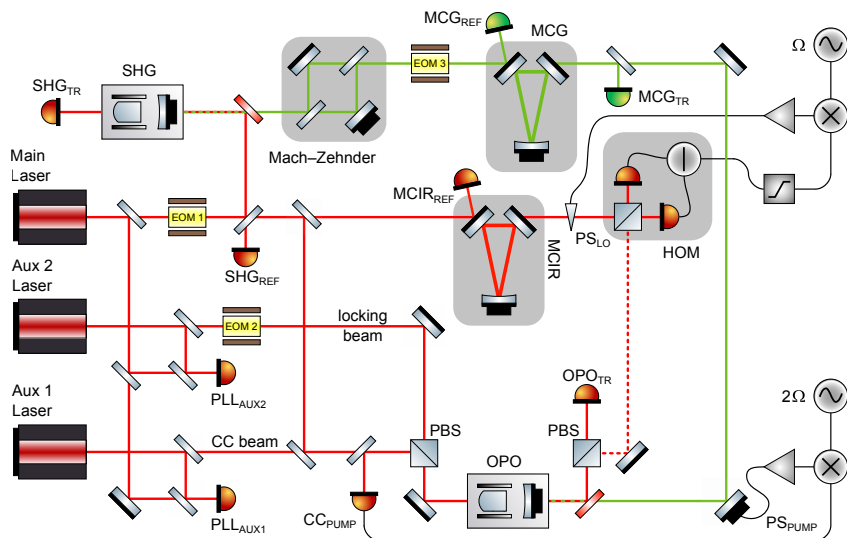 MCG_REF
MCG
Ω
SHG_TR
SHG
EOM 3
MCG_TR
Mach–Zehnder
Main
Laser
MCIR_REF
EOM 1
PS_LO
HOM
SHG_REF
MCIR
Aux 2
Laser
EOM 2
locking
beam
OPO_TR
2Ω
Aux 1
Laser
PLL_AUX2
CC beam
PBS
PBS
OPO
PLL_AUX1
CC_PUMP
PS_PUMP